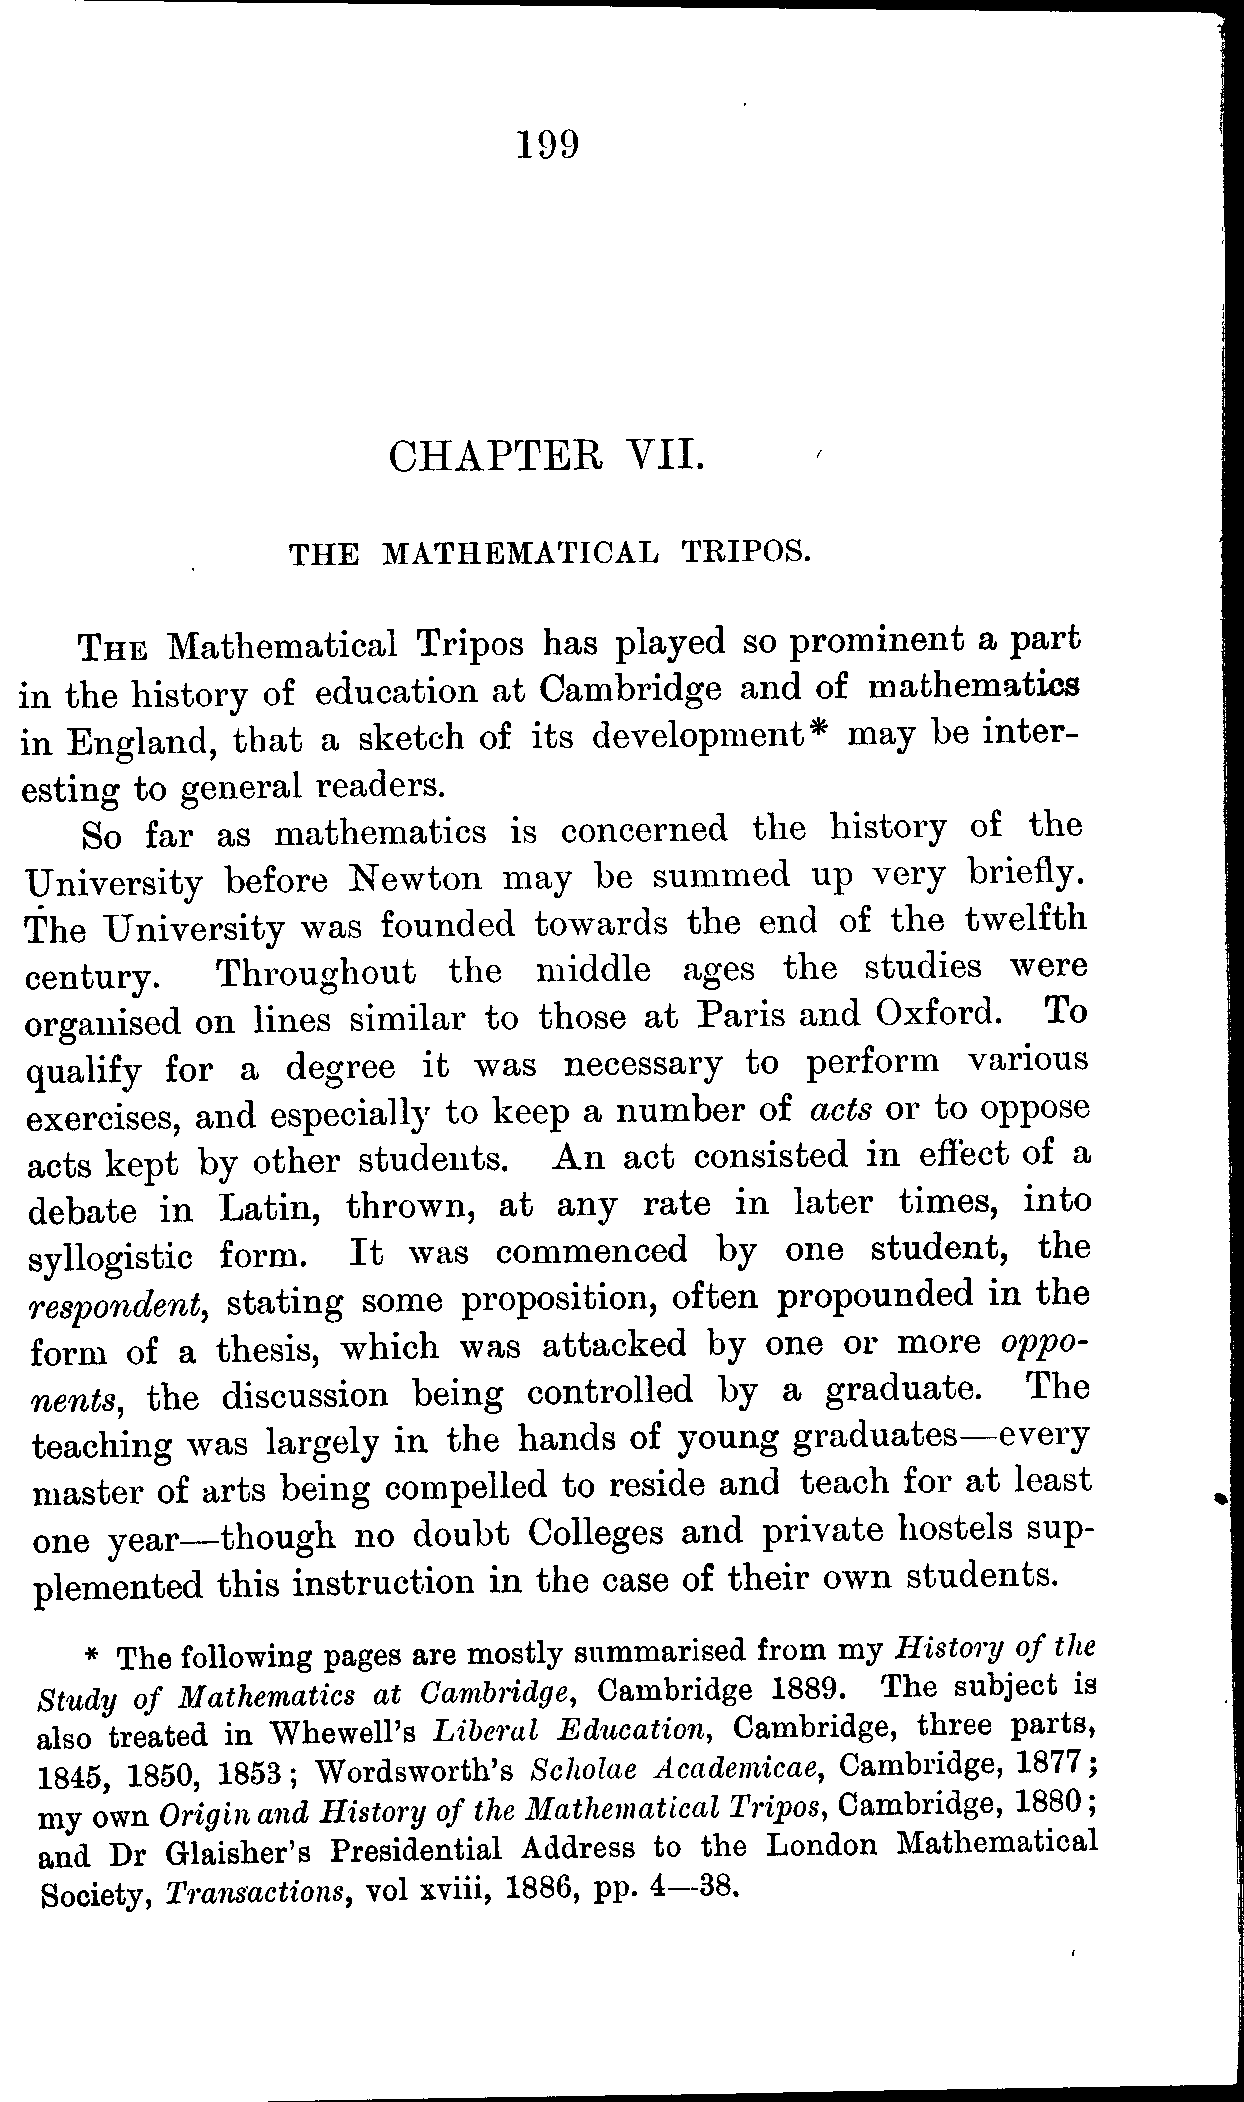 199
CHAPTER VII.
THE MATHEMATICAL TRIPOS.
THE Mathematical Tripos has played so prominent a part
in the history of education at Cambridge and of mathematics
in England, that a sketch of its development* may be inter-
esting to general readers.
So far as mathematics is concerned the history of the
University before Newton may be summed up very briefly.
The University was founded towards the end of the twelfth
century. Throughout the middle ages the studies were
organised on lines similar to those at Paris and Oxford. To
qualify for a degree it was necessary to perform various
exercises, and especially to keep a number of acts or to oppose
acts kept by other students. An act consisted in effect of a
debate in Latin, thrown, at any rate in later times, into
syllogistic form. It was commenced by one student, the
respondent, stating some proposition, often propounded in the
form of a thesis, which was attacked by one or more oppo-
nents, the discussion being controlled by a graduate. The
teaching was largely in the hands of young graduates—every
master of arts being compelled to reside and teach for at least
one year—though no doubt Colleges and private hostels sup-
plemented this instruction in the case of their own students.
* The following pages are mostly summarised from my History of the
Study of Mathematics at Cambridge, Cambridge 1889. The subject is
also treated in Whewell's Liberal Education, Cambridge, three parts,
1845, 1850, 1853; Wordsworth's Scholae Academicae, Cambridge, 1877;
my own Origin and History of the Mathematical Tripos, Cambridge, 1880;
and Dr Glaisher's Presidential Address to the London Mathematical
Society, Transactions, vol xviii, 1886, pp. 4—38.